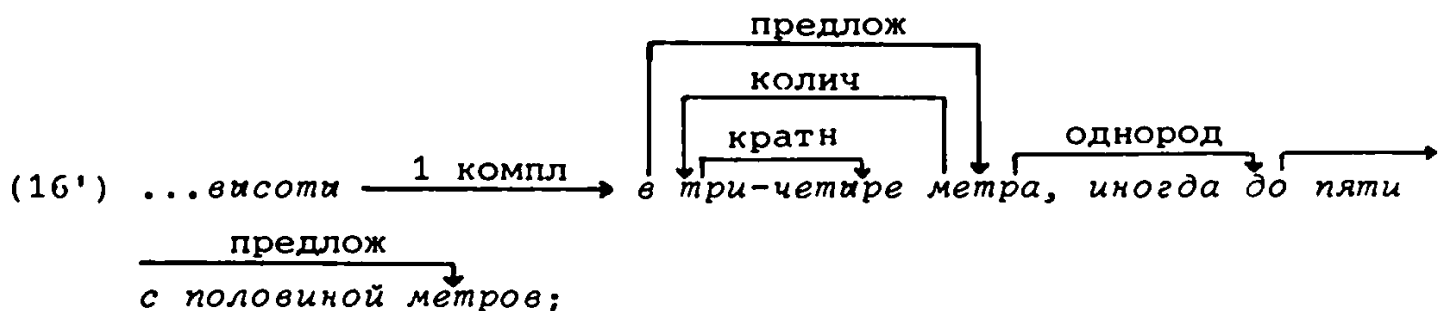 предлож
колич
кратн
однород
1 компл
(16') ...высоты в три-четыре метра, иногда до пяти
предлож
с половиной метров;